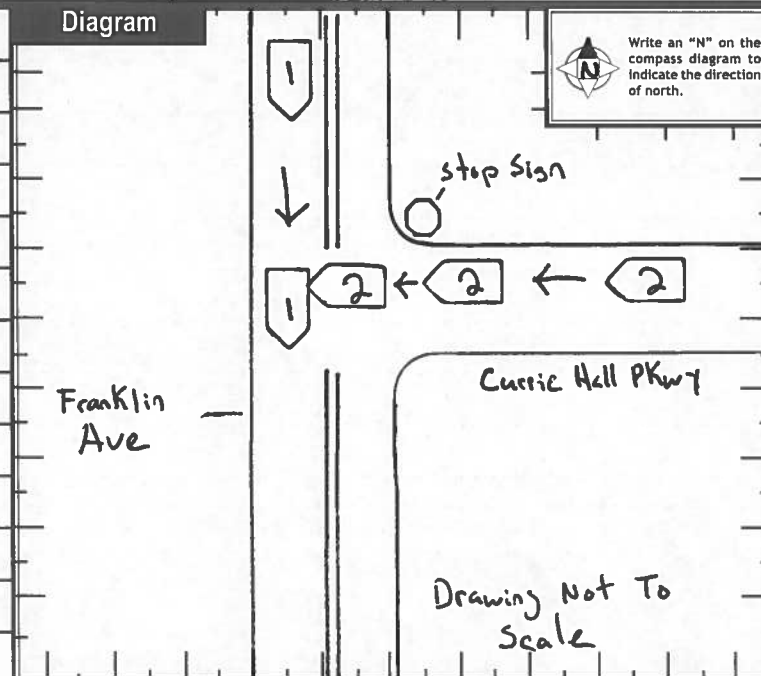 Diagram
Write an "N" on the
compass diagram to
indicate the direction
of north.
N
1
stop Sign
1
2
2
2
Currie Hall PKwy
Franklin
Ave
Drawing Not To
Scale